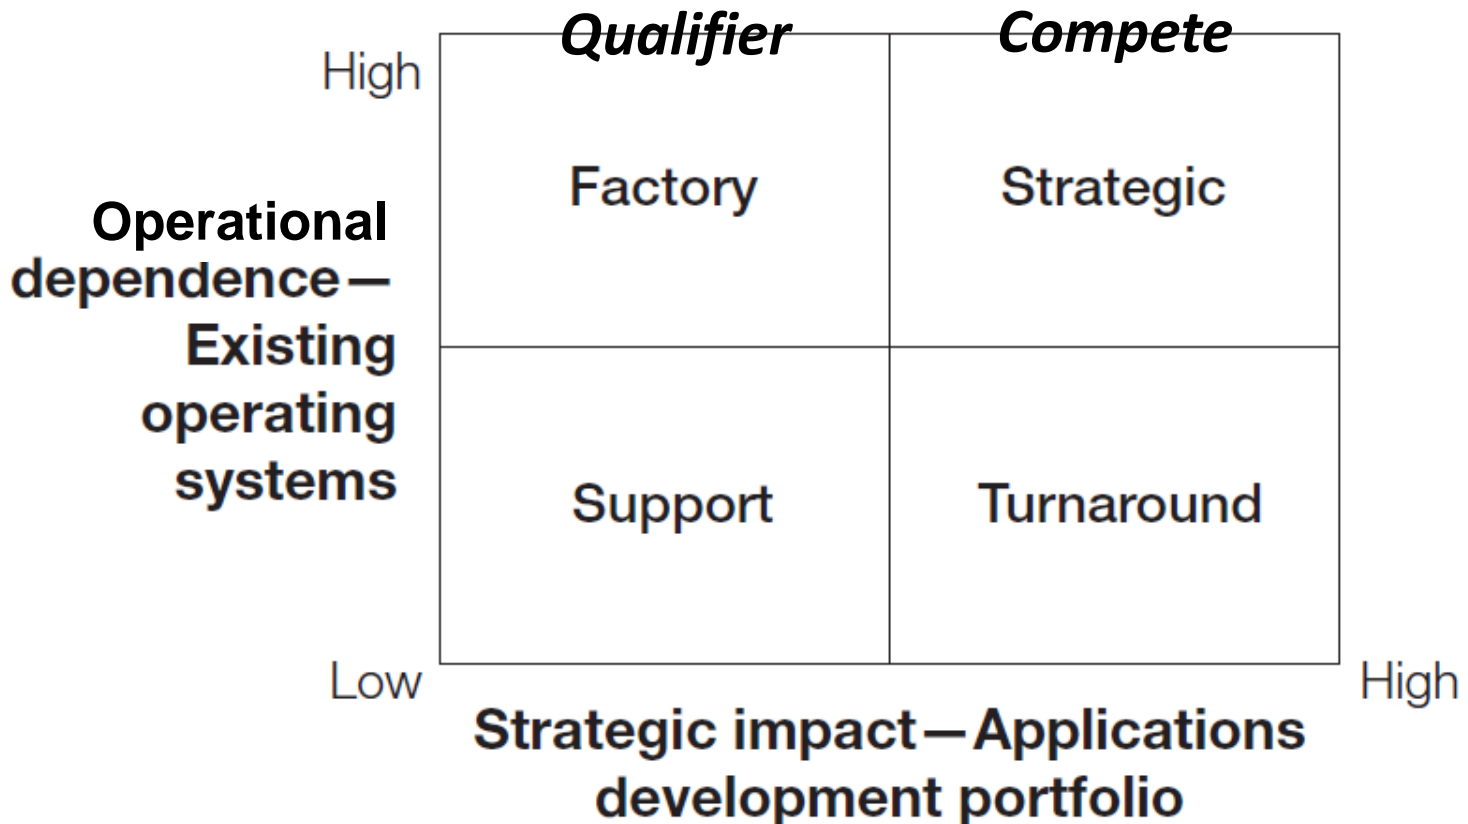 Qualifier
Compete
High
Factory
Strategic
Operational
dependence—
Existing
operating
systems
Support
Turnaround
Low
High
Strategic impact—Applications
development portfolio